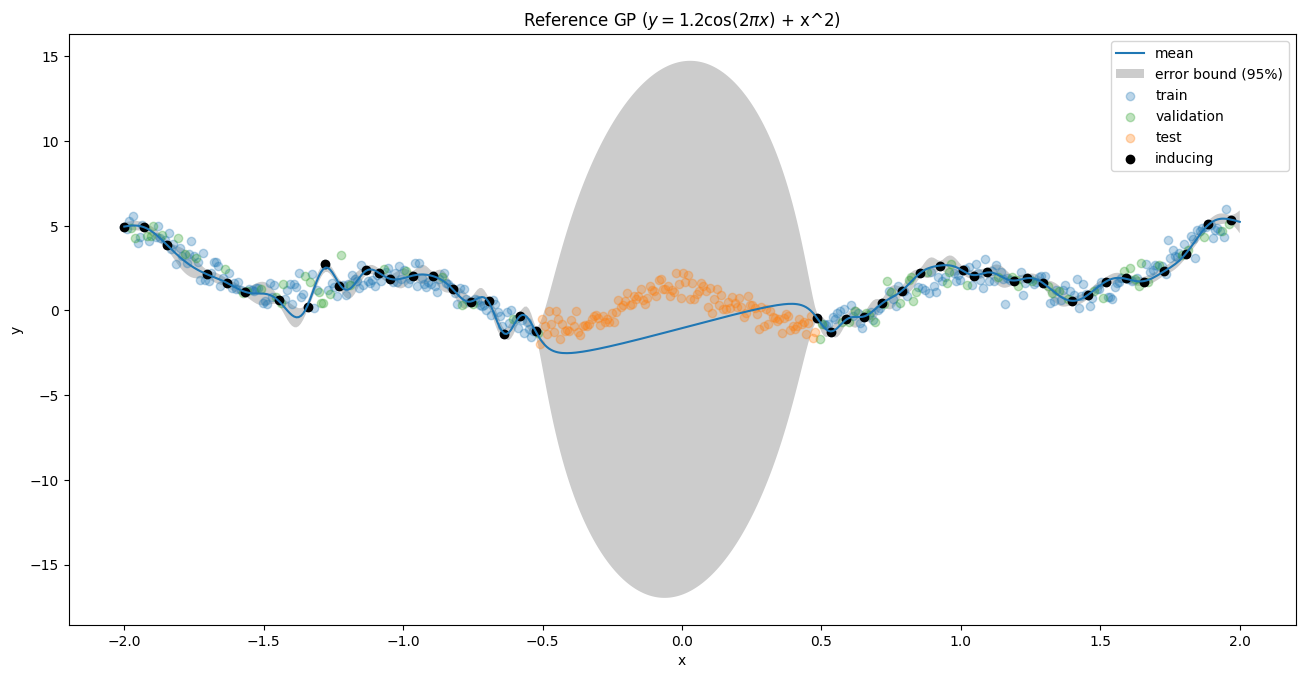 Reference GP (y = 1.2cos(2πx) + x^2)
mean
error bound (95%)
train
validation
test
inducing
15
10
5
0
−5
−10
−15
y
−2.0 −1.5 −1.0 −0.5 0.0 0.5 1.0 1.5 2.0
x